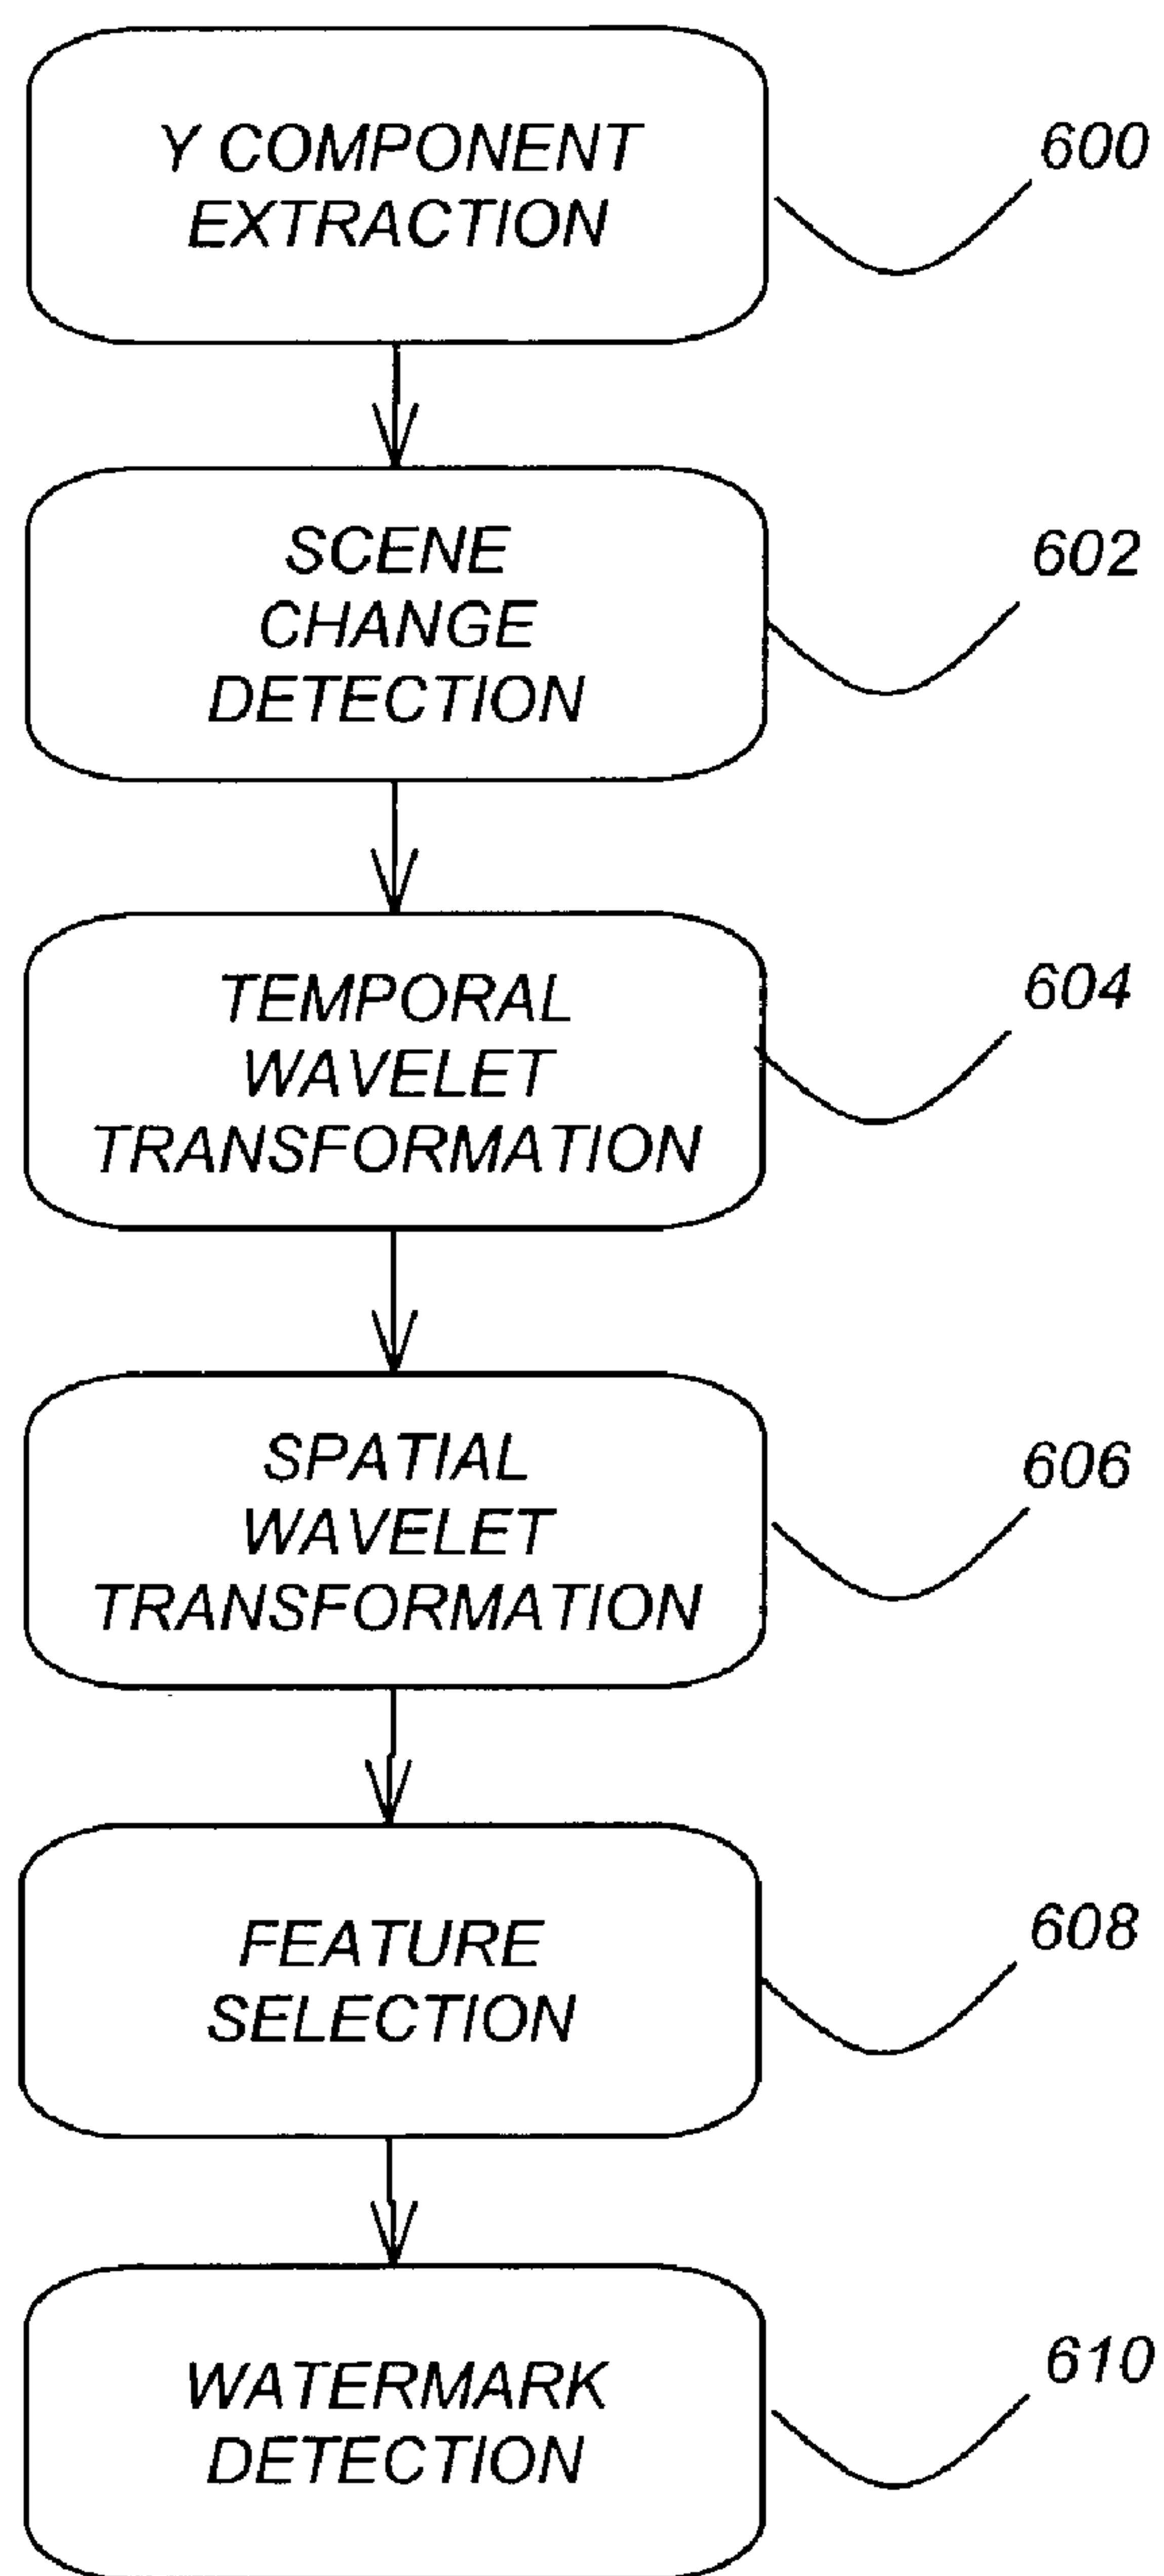 Y COMPONENT
EXTRACTION
600
SCENE
CHANGE
DETECTION
602
TEMPORAL
WAVELET
TRANSFORMATION
604
SPATIAL
WAVELET
TRANSFORMATION
606
FEATURE
SELECTION
608
WATERMARK
DETECTION
610